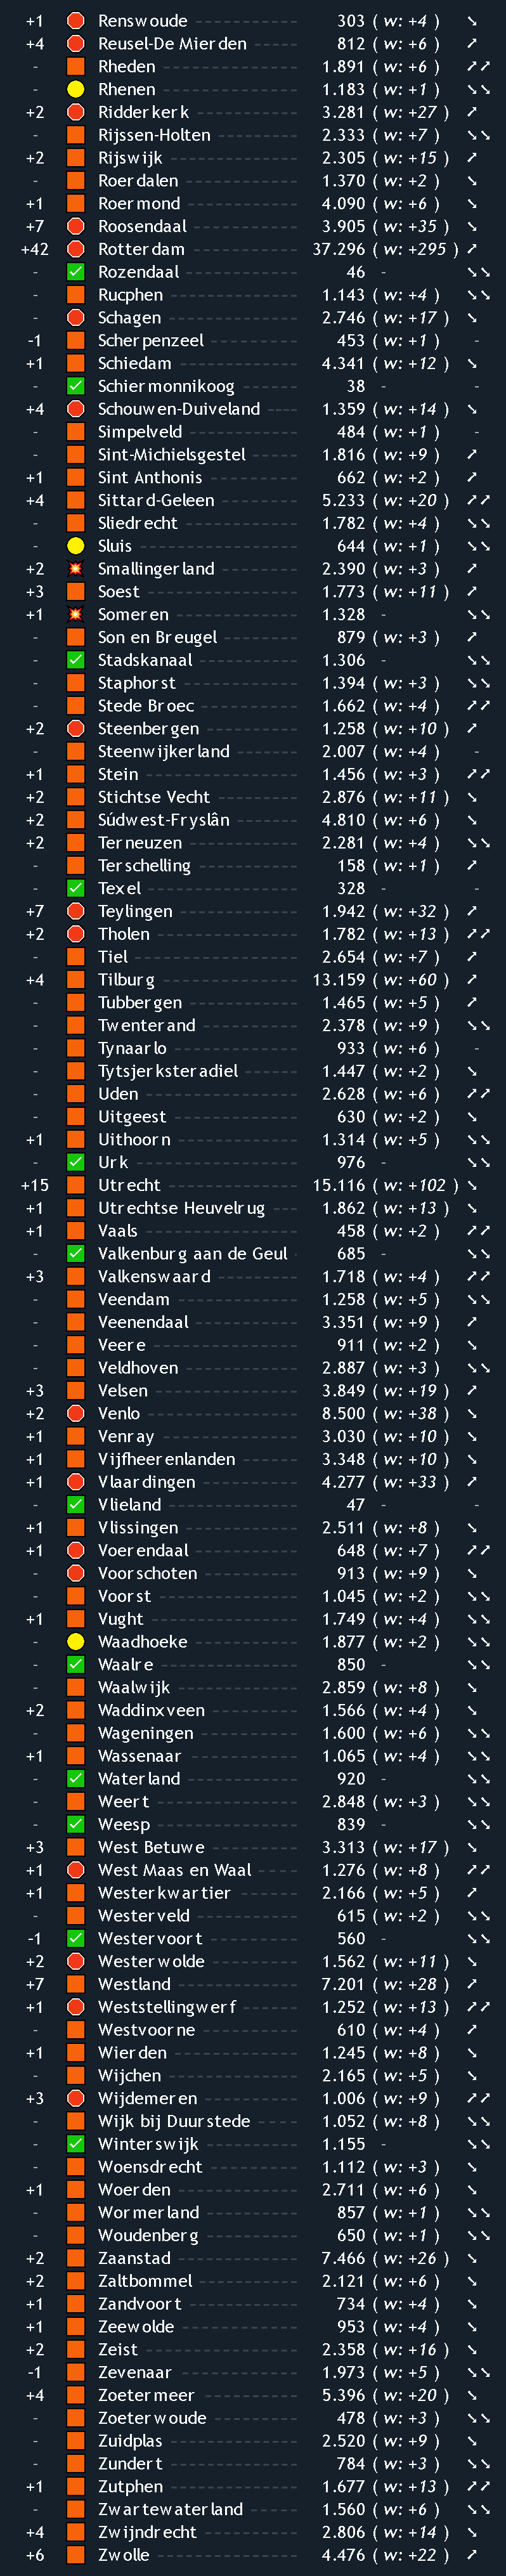 +1 Renswoude 303 ( w: +4 ) ↘
+4 Reusel-De Mierden 812 ( w: +6 ) ↗
- Rheden 1.891 ( w: +6 ) ↗↗
- Rhenen 1.183 ( w: +1 ) ↘↘
+2 Ridderkerk 3.281 ( w: +27 ) ↗
- Rijssen-Holten 2.333 ( w: +7 ) ↘↘
+2 Rijswijk 2.305 ( w: +15 ) ↗
- Roerdalen 1.370 ( w: +2 ) ↘
+1 Roermond 4.090 ( w: +6 ) ↘
+7 Roosendaal 3.905 ( w: +35 ) ↘
+42 Rotterdam 37.296 ( w: +295 ) ↗
- Rozendaal 46 - ↘↘
- Rucphen 1.143 ( w: +4 ) ↘↘
- Schagen 2.746 ( w: +17 ) ↘
-1 Scherpenzeel 453 ( w: +1 ) -
+1 Schiedam 4.341 ( w: +12 ) ↘
- Schiermonnikoog 38 - -
+4 Schouwen-Duiveland 1.359 ( w: +14 ) ↘
- Simpelveld 484 ( w: +1 ) -
- Sint-Michielsgestel 1.816 ( w: +9 ) ↗
+1 Sint Anthonis 662 ( w: +2 ) ↗
+4 Sittard-Geleen 5.233 ( w: +20 ) ↗↗
- Sliedrecht 1.782 ( w: +4 ) ↘↘
- Sluis 644 ( w: +1 ) ↘↘
+2 Smallingerland 2.390 ( w: +3 ) ↗
+3 Soest 1.773 ( w: +11 ) ↗
+1 Someren 1.328 - ↘↘
- Son en Breugel 879 ( w: +3 ) ↗
- Stadskanaal 1.306 - ↘↘
- Staphorst 1.394 ( w: +3 ) ↘↘
- Stede Broec 1.662 ( w: +4 ) ↗↗
+2 Steenbergen 1.258 ( w: +10 ) ↗
- Steenwijkerland 2.007 ( w: +4 ) -
+1 Stein 1.456 ( w: +3 ) ↗↗
+2 Stichtse Vecht 2.876 ( w: +11 ) ↘
+2 Súdwest-Fryslân 4.810 ( w: +6 ) ↘
+2 Terneuzen 2.281 ( w: +4 ) ↘↘
- Terschelling 158 ( w: +1 ) ↗
- Texel 328 - -
+7 Teylingen 1.942 ( w: +32 ) ↗
+2 Tholen 1.782 ( w: +13 ) ↗↗
- Tiel 2.654 ( w: +7 ) ↗
+4 Tilburg 13.159 ( w: +60 ) ↗
- Tubbergen 1.465 ( w: +5 ) ↗
- Twenterand 2.378 ( w: +9 ) ↘↘
- Tynaarlo 933 ( w: +6 ) -
- Tytsjerksteradiel 1.447 ( w: +2 ) ↘
- Uden 2.628 ( w: +6 ) ↗↗
- Uitgeest 630 ( w: +2 ) ↘
+1 Uithoorn 1.314 ( w: +5 ) ↘↘
- Urk 976 - ↘↘
+15 Utrecht 15.116 ( w: +102 ) ↘
+1 Utrechtse Heuvelrug 1.862 ( w: +13 ) ↘
+1 Vaals 458 ( w: +2 ) ↗↗
- Valkenburg aan de Geul 685 - ↘↘
+3 Valkenswaard 1.718 ( w: +4 ) ↗↗
- Veendam 1.258 ( w: +5 ) ↘↘
- Veenendaal 3.351 ( w: +9 ) ↗
- Veere 911 ( w: +2 ) ↘
- Veldhoven 2.887 ( w: +3 ) ↘↘
+3 Velsen 3.849 ( w: +19 ) ↗
+2 Venlo 8.500 ( w: +38 ) ↘
+1 Venray 3.030 ( w: +10 ) ↘
+1 Vijfheerenlanden 3.348 ( w: +10 ) ↘
+1 Vlaardingen 4.277 ( w: +33 ) ↗
- Vlieland 47 - -
+1 Vlissingen 2.511 ( w: +8 ) ↘
+1 Voerendaal 648 ( w: +7 ) ↗↗
- Voorschoten 913 ( w: +9 ) ↘
- Voorst 1.045 ( w: +2 ) ↘↘
+1 Vught 1.749 ( w: +4 ) ↘↘
- Waadhoeke 1.877 ( w: +2 ) ↘↘
- Waalre 850 - ↘↘
- Waalwijk 2.859 ( w: +8 ) ↘
+2 Waddinxveen 1.566 ( w: +4 ) ↘
- Wageningen 1.600 ( w: +6 ) ↘↘
+1 Wassenaar 1.065 ( w: +4 ) ↘↘
- Waterland 920 - ↘↘
- Weert 2.848 ( w: +3 ) ↘↘
- Weesp 839 - ↘↘
+3 West Betuwe 3.313 ( w: +17 ) ↘
+1 West Maas en Waal 1.276 ( w: +8 ) ↗↗
+1 Westerkwartier 2.166 ( w: +5 ) ↗
- Westerveld 615 ( w: +2 ) ↘↘
-1 Westervoort 560 - ↘↘
+2 Westerwolde 1.562 ( w: +11 ) ↘
+7 Westland 7.201 ( w: +28 ) ↗
+1 Weststellingwerf 1.252 ( w: +13 ) ↗↗
- Westvoorne 610 ( w: +4 ) ↗
+1 Wierden 1.245 ( w: +8 ) ↘
- Wijchen 2.165 ( w: +5 ) ↘
+3 Wijdemeren 1.006 ( w: +9 ) ↗↗
- Wijk bij Duurstede 1.052 ( w: +8 ) ↘↘
- Winterswijk 1.155 - ↘↘
- Woensdrecht 1.112 ( w: +3 ) ↘
+1 Woerden 2.711 ( w: +6 ) ↘
- Wormerland 857 ( w: +1 ) ↘↘
- Woudenberg 650 ( w: +1 ) ↘↘
+2 Zaanstad 7.466 ( w: +26 ) ↘
+2 Zaltbommel 2.121 ( w: +6 ) ↘
+1 Zandvoort 734 ( w: +4 ) ↘
+1 Zeewolde 953 ( w: +4 ) ↘
+2 Zeist 2.358 ( w: +16 ) ↘
-1 Zevenaar 1.973 ( w: +5 ) ↘↘
+4 Zoetermeer 5.396 ( w: +20 ) ↘
- Zoeterwoude 478 ( w: +3 ) ↘↘
- Zuidplas 2.520 ( w: +9 ) ↘
- Zundert 784 ( w: +3 ) ↘↘
+1 Zutphen 1.677 ( w: +13 ) ↗↗
- Zwartewaterland 1.560 ( w: +6 ) ↘↘
+4 Zwijndrecht 2.806 ( w: +14 ) ↘
+6 Zwolle 4.476 ( w: +22 ) ↗